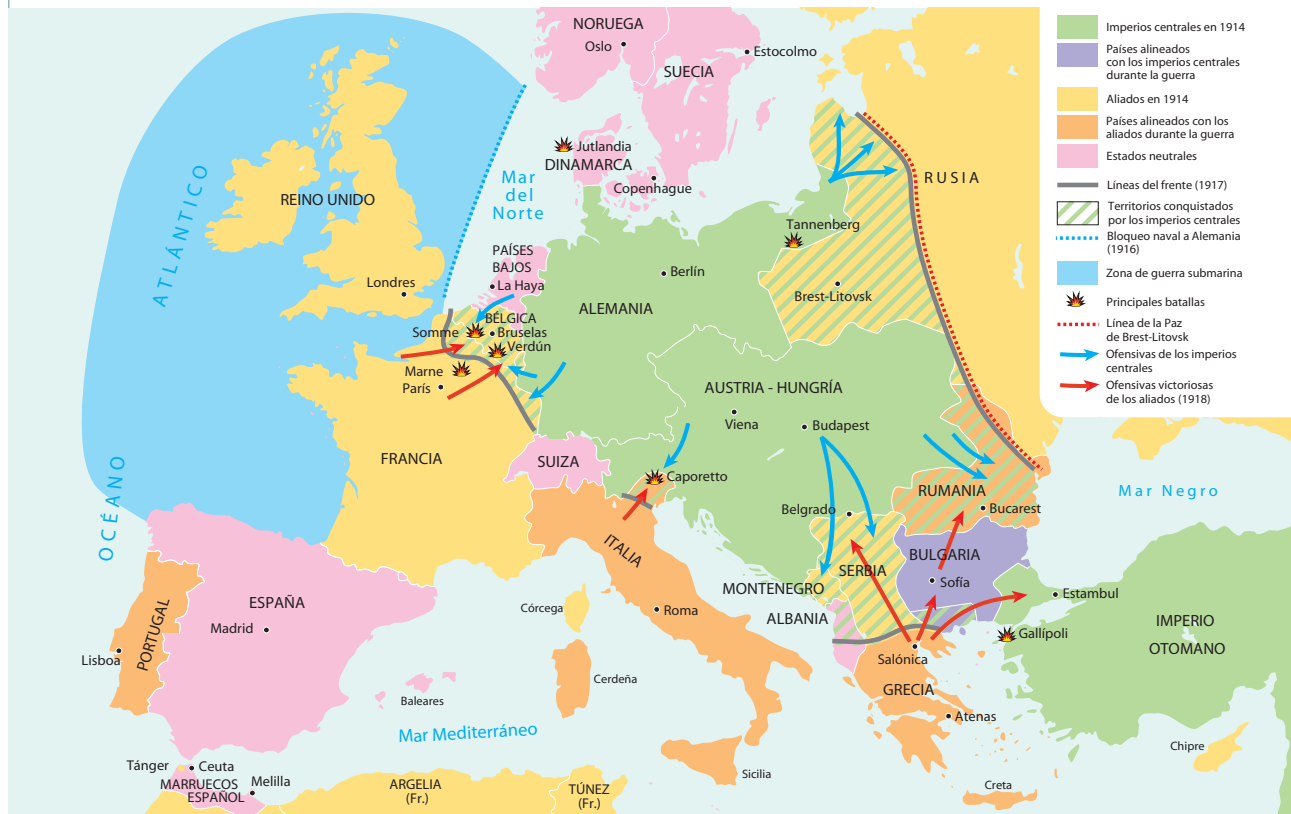 NORUEGA
Oslo
Estocolmo
SUECIA
Jutlandia
DINAMARCA
Copenhague
Mar
del
Norte
ATLÁNTICO
OCÉANO
REINO UNIDO
Londres
PAÍSES
BAJOS
La Haya
BÉLGICA
Bruselas
Somme
Verdún
Marne
París
FRANCIA
Berlín
ALEMANIA
Tannenberg
Brest-Litovsk
RUSIA
AUSTRIA - HUNGRÍA
Viena
Budapest
SUIZA
Caporetto
ITALIA
Roma
Córcega
Cerdeña
Sicilia
Belgrado
SERBIA
MONTENEGRO
ALBANIA
RUMANIA
Bucarest
BULGARIA
Sofía
Mar Negro
Estambul
Gallípoli
IMPERIO
OTOMANO
Salónica
GRECIA
Atenas
Creta
Chipre
PORTUGAL
Lisboa
ESPAÑA
Madrid
Baleares
Mar Mediterráneo
Tánger
Ceuta
MARRUECOS
ESPAÑOL
Melilla
ARGELIA
(Fr.)
TÚNEZ
(Fr.)
Imperios centrales en 1914
Países alineados
con los imperios centrales
durante la guerra
Aliados en 1914
Países alineados con los
aliados durante la guerra
Estados neutrales
Líneas del frente (1917)
Territorios conquistados
por los imperios centrales
Bloqueo naval a Alemania
(1916)
Zona de guerra submarina
Principales batallas
Línea de la Paz
de Brest-Litovsk
Ofensivas de los imperios
centrales
Ofensivas victoriosas
de los aliados (1918)